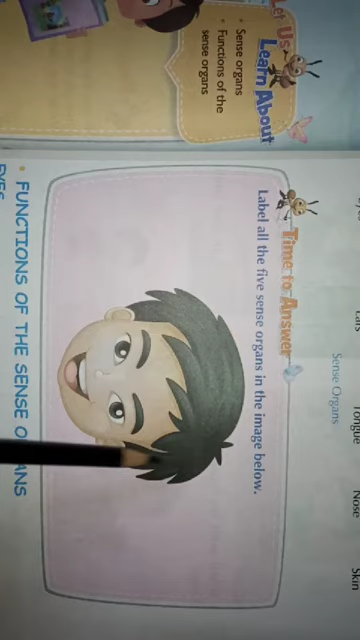 Let Us
Learn About
• Sense organs
• Functions of the
sense organs
Ears
Tongue
Nose
Skin
Sense Organs
Time to Answer
Label all the five sense organs in the image below.
• FUNCTIONS OF THE SENSE ANS
EYES